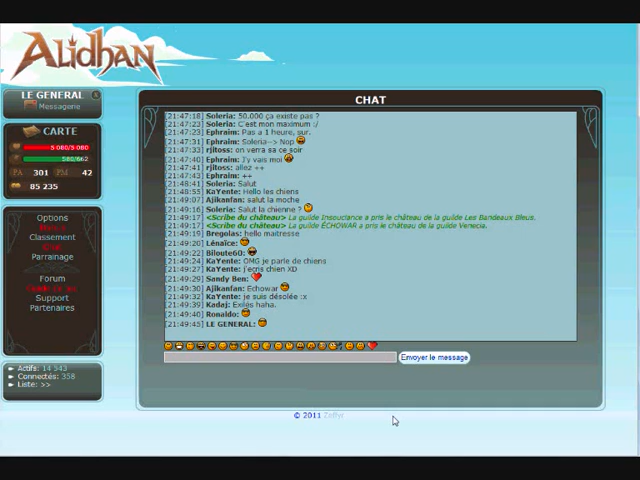 Alidhan
LE GENERAL
Messagerie
CARTE
5 080/5 080
580/662
PA 301 PM 42
85 235
Options
Classement
Chat
Parrainage
Forum
Support
Partenaires
Actifs: 14 543
Connectés: 358
Liste: >>
CHAT
[21:47:18] Soleria: 50.000 ça existe pas ?
[21:47:23] Soleria: C'est mon maximum :/
[21:47:23] Ephraim: Pas a 1 heure, sur.
[21:47:31] Ephraim: Soleria--> Nop
[21:47:33] rjitoss: on verra sa ce soir
[21:47:40] Ephraim: J'y vais moi
[21:47:41] rjitoss: allez ++
[21:47:43] Ephraim: ++
[21:48:41] Soleria: Salut
[21:48:55] KaYente: Hello les chiens
[21:49:07] Ajikanfan: salut la moche
[21:49:16] Soleria: Salut la chienne ?
[21:49:17] <Scribe du château> La guide Insouciance a pris le château de la guilde Les Bandeaux Bleus.
[21:49:17] <Scribe du château> La guide ÉCHOWAR a pris le château de la guilde Venecia.
[21:49:19] Bregolas: hello maitresse
[21:49:20] Lénaïce:
[21:49:22] Biloute60:
[21:49:24] KaYente: OMG je parle de chiens
[21:49:27] KaYente: j'ecris chien XD
[21:49:29] Sandy Ben:
[21:49:30] Ajikanfan: Echowar
[21:49:32] KaYente: je suis désolée :x
[21:49:39] Kadaj: Exilés haha.
[21:49:40] Ronaldo:
[21:49:45] LE GENERAL:
Envoyer le message
© 2011 Zeflyr